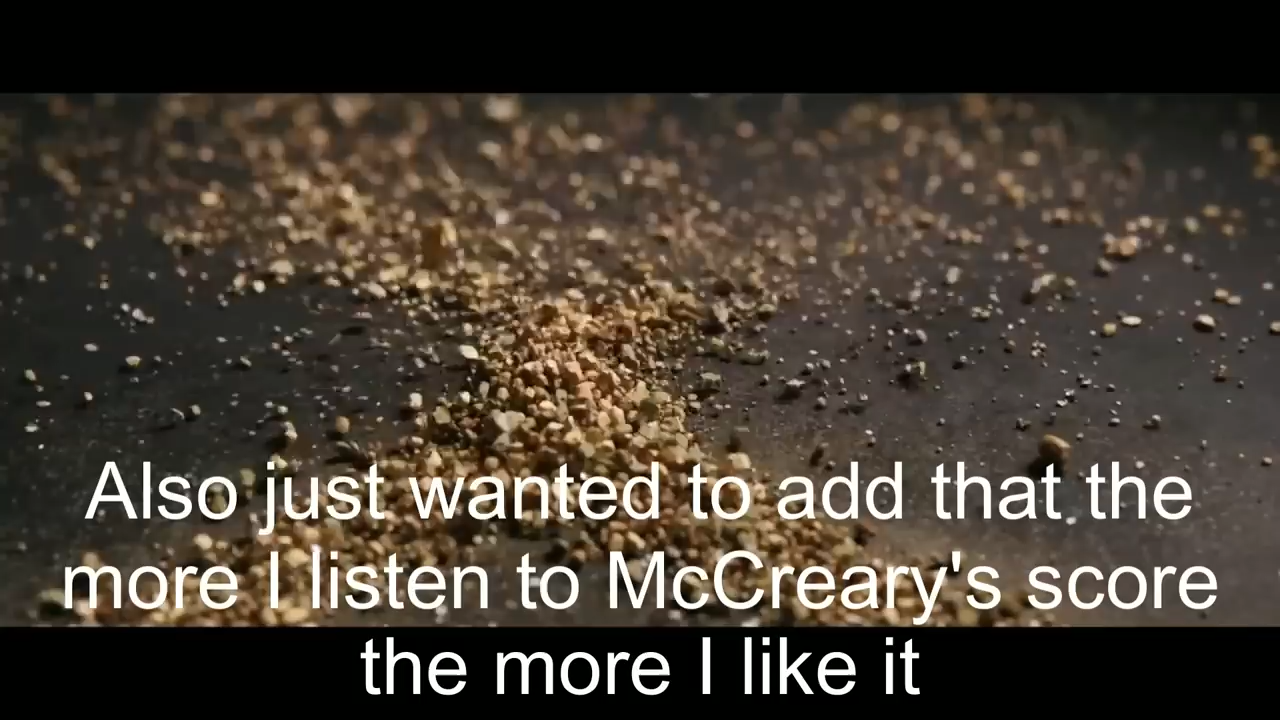 Also just wanted to add that the
more I listen to McCreary's score
the more I like it